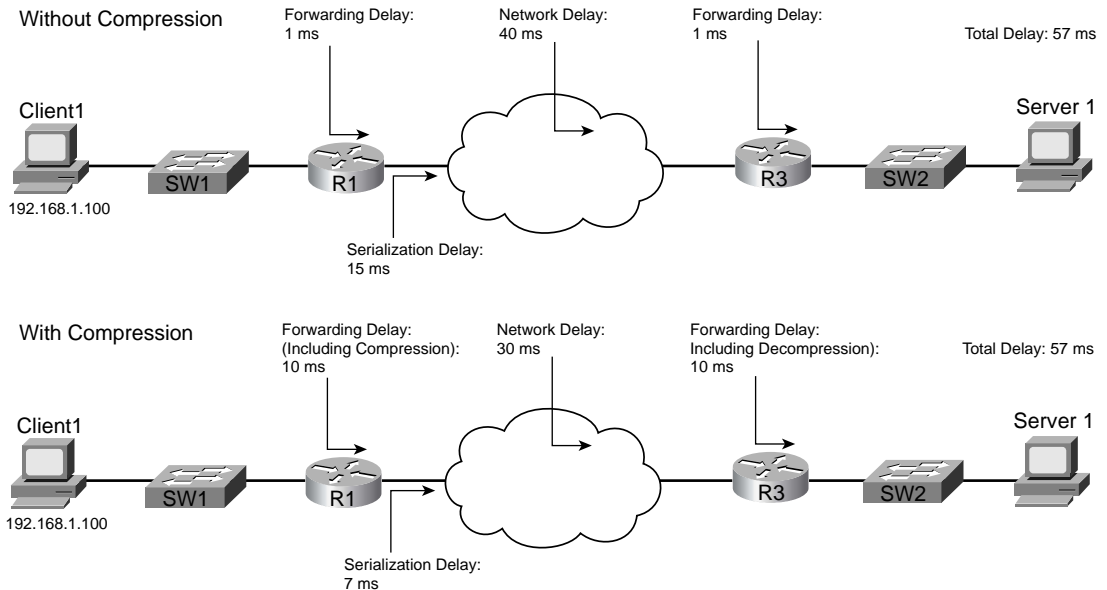 Without Compression
Forwarding Delay:
1 ms
Network Delay:
40 ms
Forwarding Delay:
1 ms
Total Delay: 57 ms
Client1
SW1
R1
R3
SW2
Server 1
192.168.1.100
Serialization Delay:
15 ms
With Compression
Forwarding Delay:
(Including Compression):
10 ms
Network Delay:
30 ms
Forwarding Delay:
Including Decompression):
10 ms
Total Delay: 57 ms
Client1
SW1
R1
R3
SW2
Server 1
192.168.1.100
Serialization Delay:
7 ms